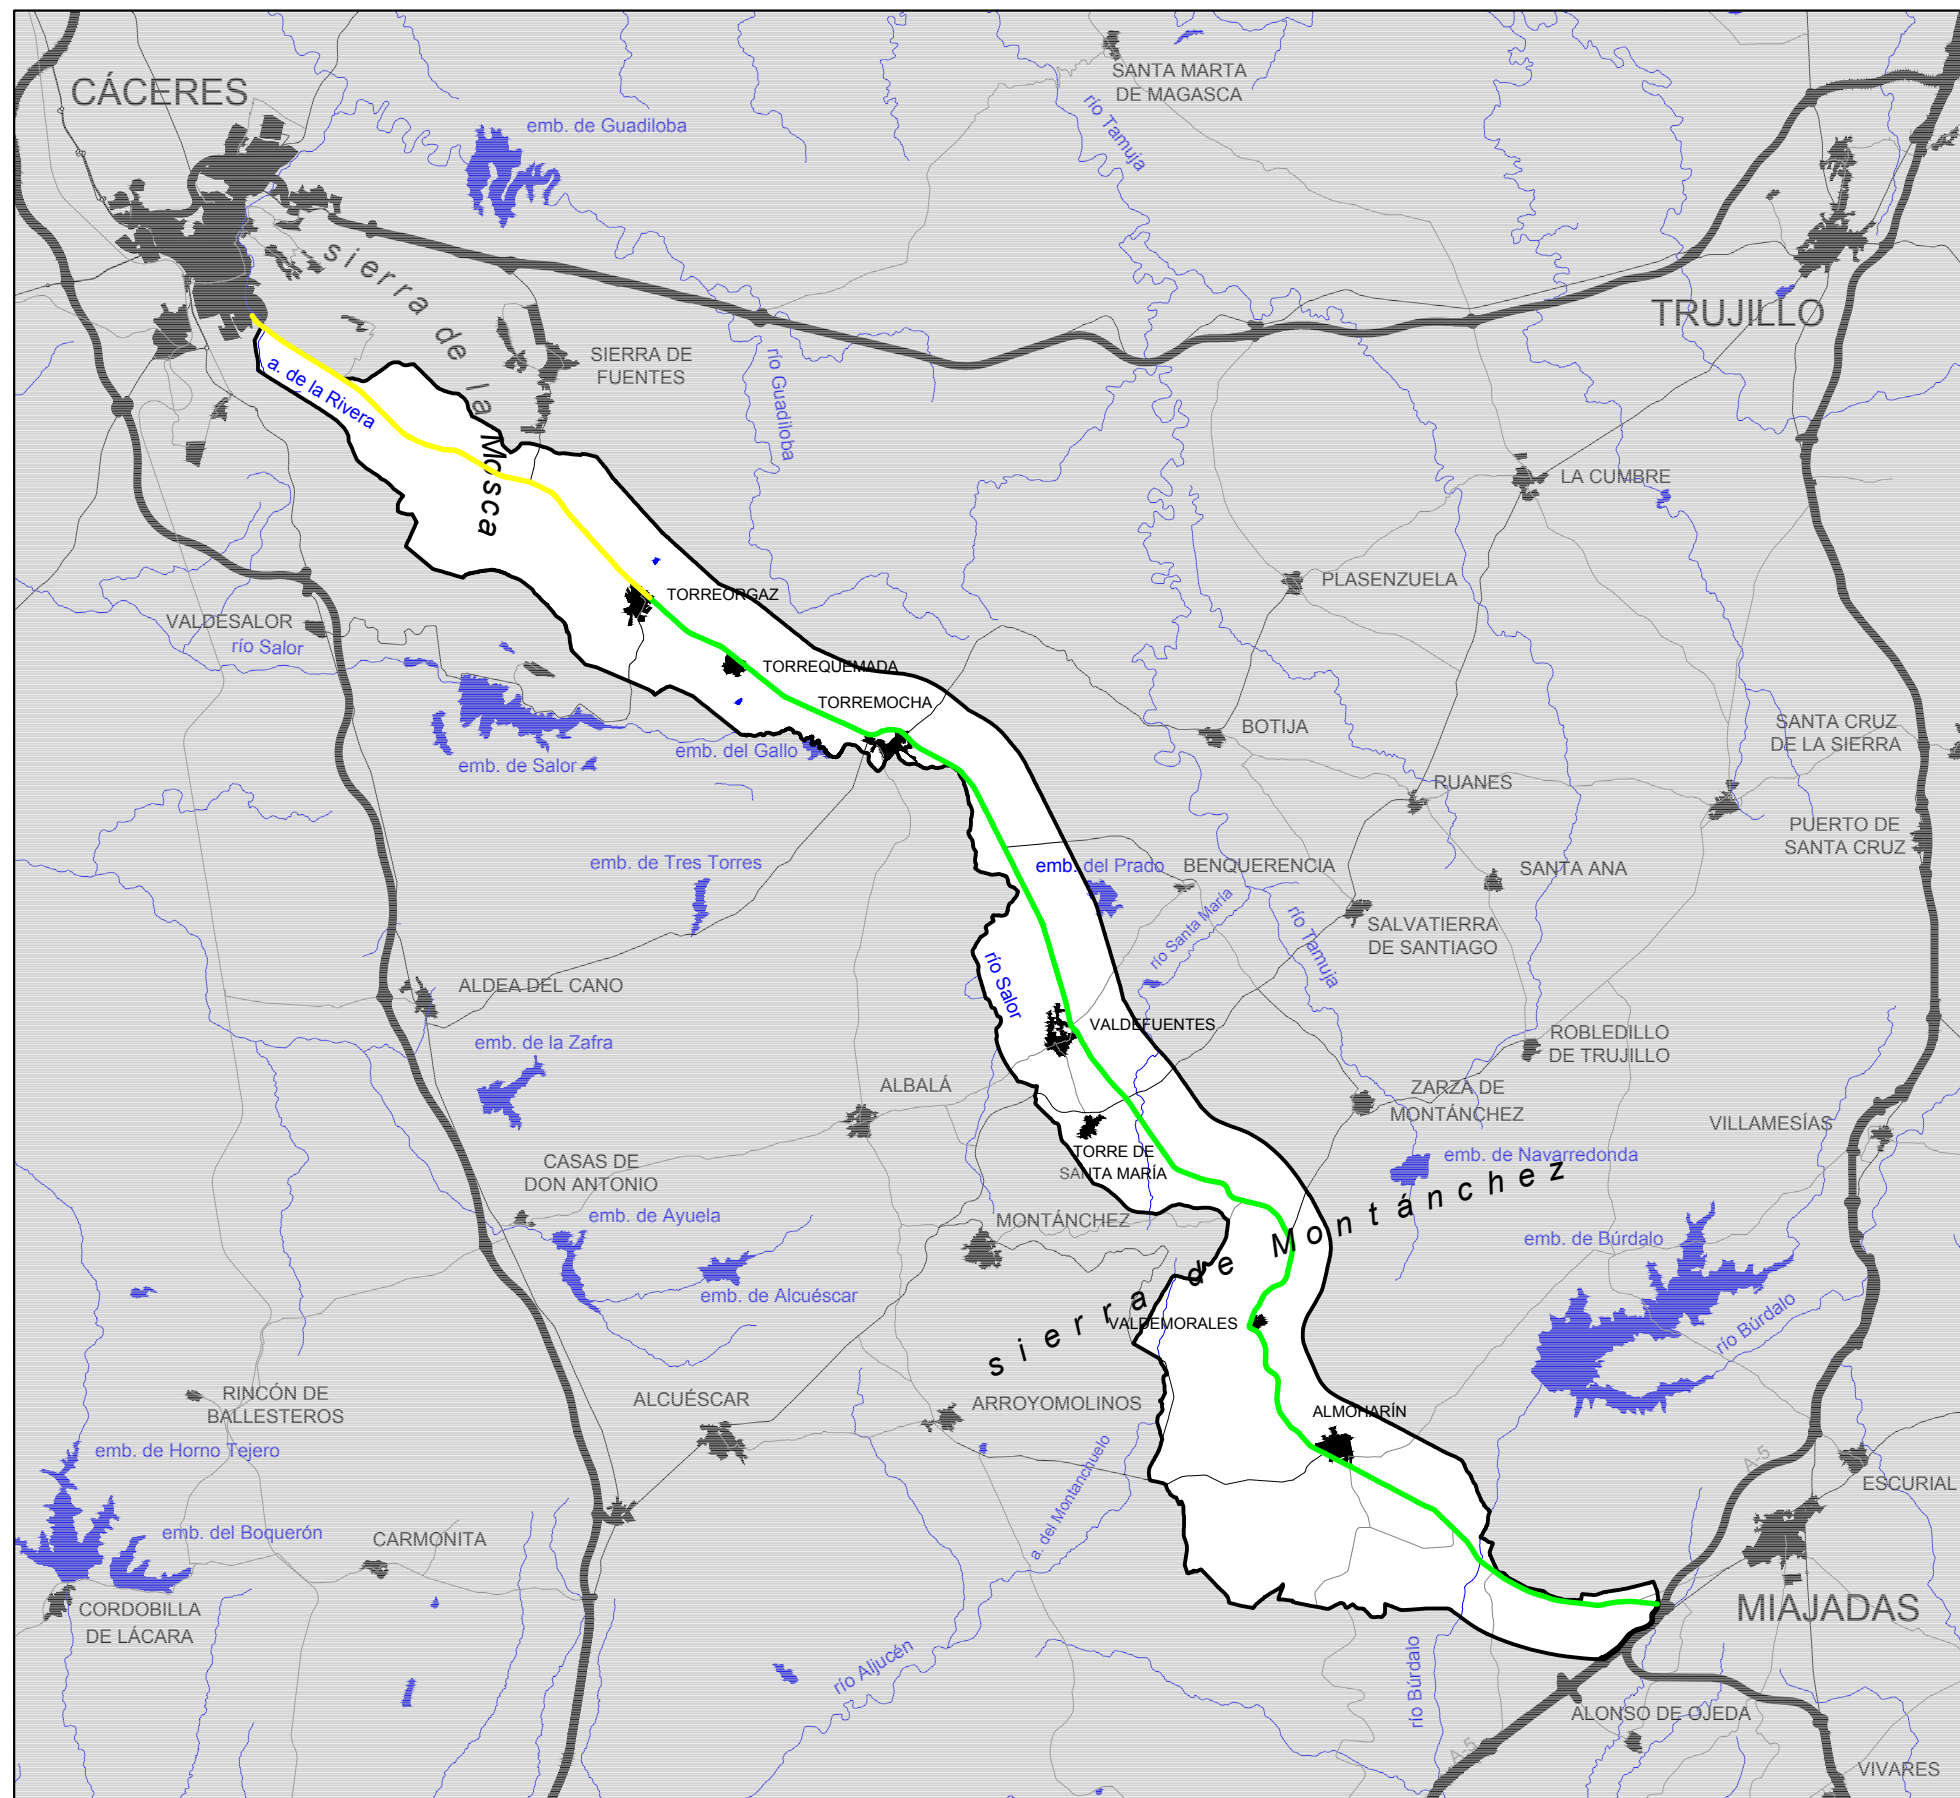 SANTA MARTA
DE MAGASCA
CÁCERES
río Tamuja
emb. de Guadiloba
sierra de la Mosca
TRUJILLO
SIERRA DE
FUENTES
río Guadiloba
a. de la Rivera
LA CUMBRE
PLASENZUELA
TORREORGAZ
VALDESALOR
río Salor
TORREQUEMADA
TORREMOCHA
SANTA CRUZ
DE LA SIERRA
BOTIJA
emb. del Gallo
emb. de Salor
RUANES
PUERTO DE
SANTA CRUZ
emb. de Tres Torres
emb. del Prado
BENQUERENCIA
SANTA ANA
río Santa María
río Tamuja
SALVATIERRA
DE SANTIAGO
río Salor
ALDEA DEL CANO
VALDEFUENTES
ROBLEDILLO
DE TRUJILLO
emb. de la Zafra
ALBALÁ
ZARZA DE
MONTÁNCHEZ
VILLAMESÍAS
TORRE DE
SANTA MARÍA
emb. de Navarredonda
CASAS DE
DON ANTONIO
emb. de Ayuela
MONTÁNCHEZ
sierra de Montánchez
emb. de Búrdalo
emb. de Alcuéscar
VALDEMORALES
río Búrdalo
RINCÓN DE
BALLESTEROS
ALCUÉSCAR
ARROYOMOLINOS
ALMOHARÍN
emb. de Horno Tejero
A-5
ESCURIAL
a. del Montanchuelo
emb. del Boquerón
CARMONITA
CORDOBILLA
DE LÁCARA
MIAJADAS
río Aljucén
río Búrdalo
ALONSO DE OJEDA
A-5
VIVARES